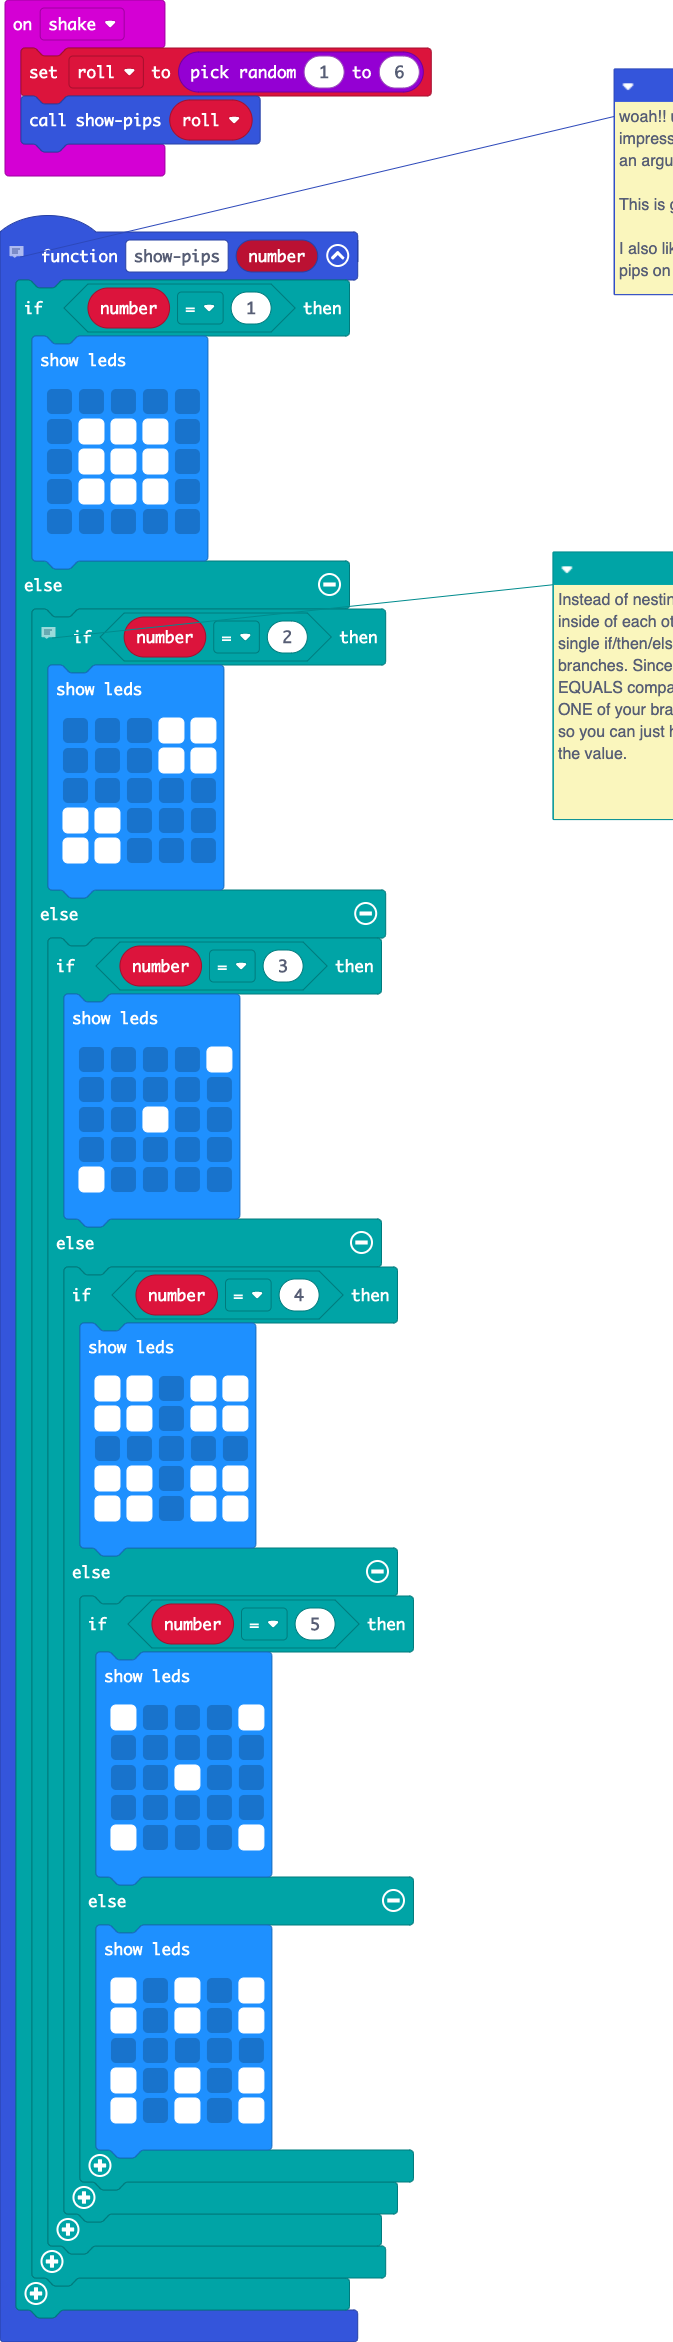 on shake
set roll to pick random 1 to 6
call show-pips roll
woah!!
impress
an argu
This is
I also lik
pips on
function show-pips number
if number = 1 then
show leds
else
Instead of nestin
inside of each ot
single if/then/els
branches. Since
EQUALS compa
ONE of your bra
so you can just h
the value.
if number = 2 then
show leds
else
if number = 3 then
show leds
else
if number = 4 then
show leds
else
if number = 5 then
show leds
else
show leds